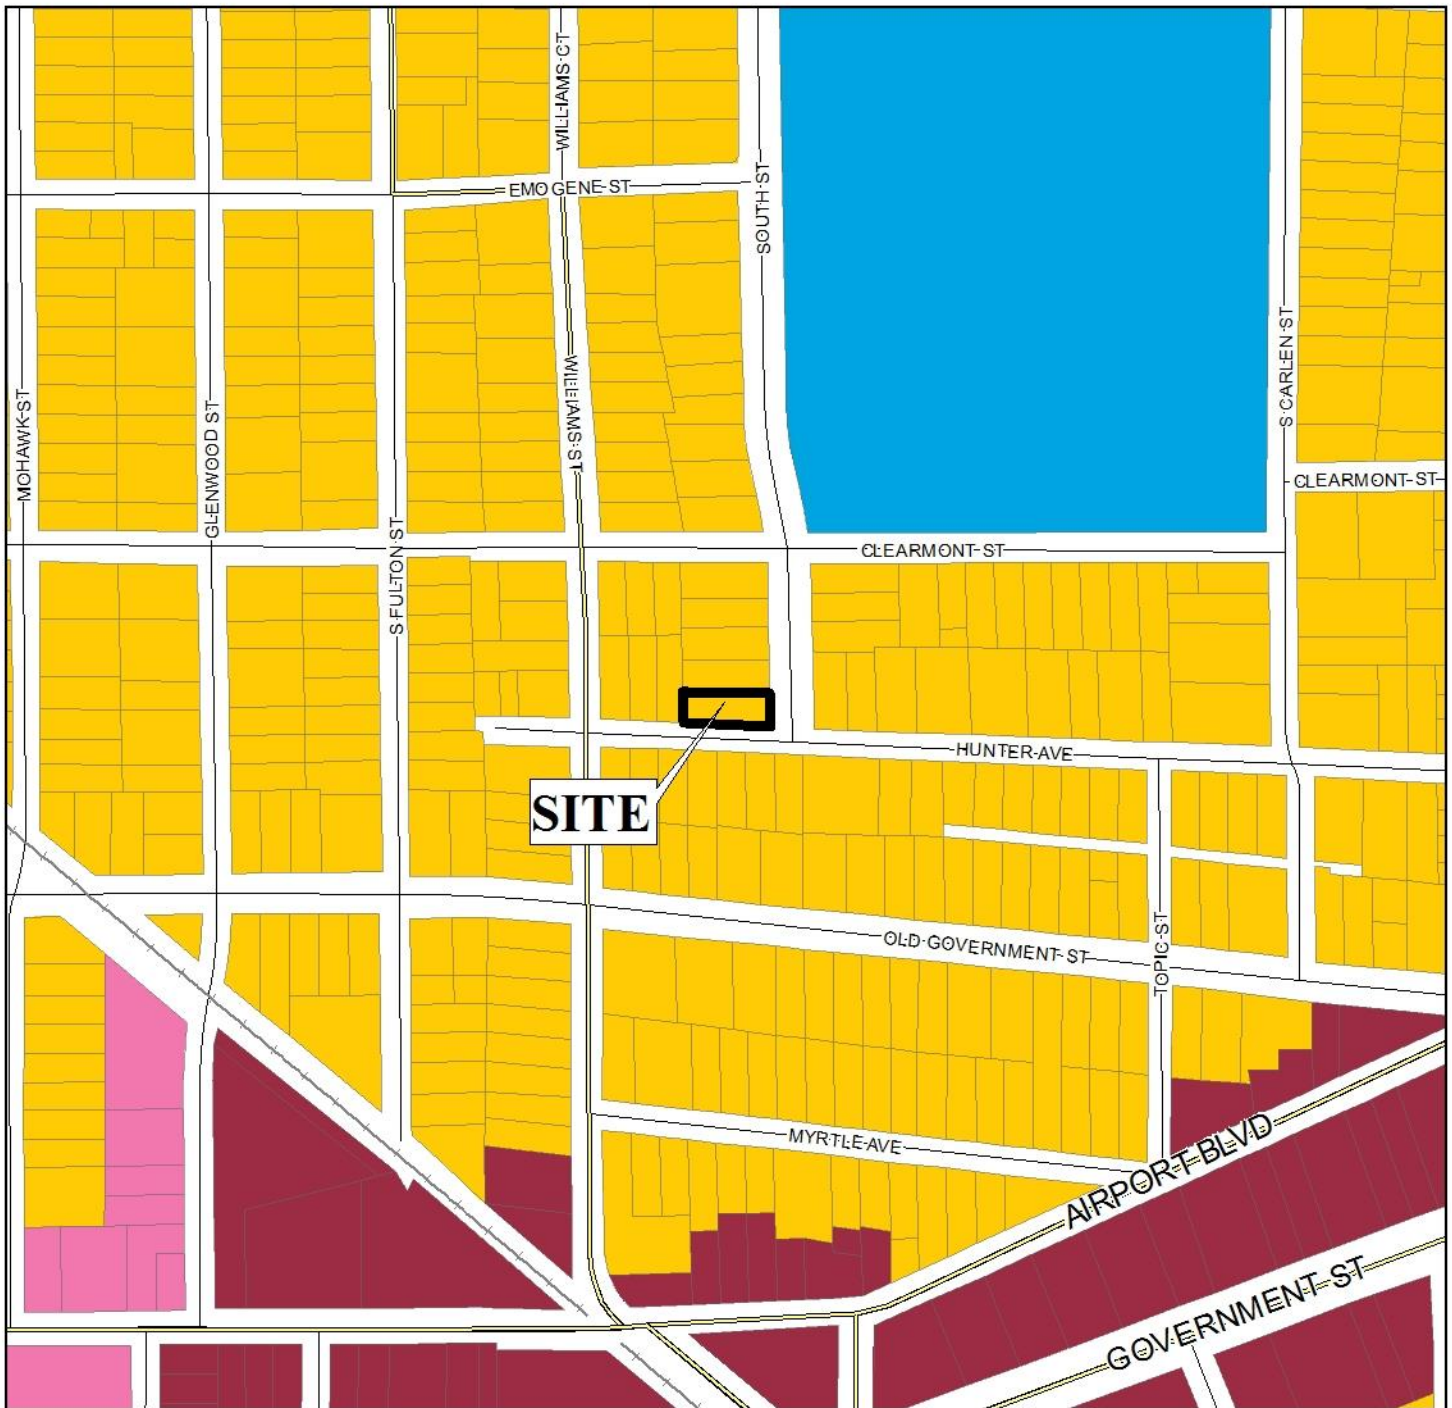 WILLIAMS CT
EMOGENE ST
SOUTH ST
S CARLEN ST
WILLIAMS ST
MOHAWK ST
GLENWOOD ST
CLEARMONT ST
S FULTON ST
CLEARMONT ST
HUNTER AVE
SITE
OLD GOVERNMENT ST
TOPIC ST
MYRTLE AVE
AIRPORT BLVD
GOVERNMENT ST